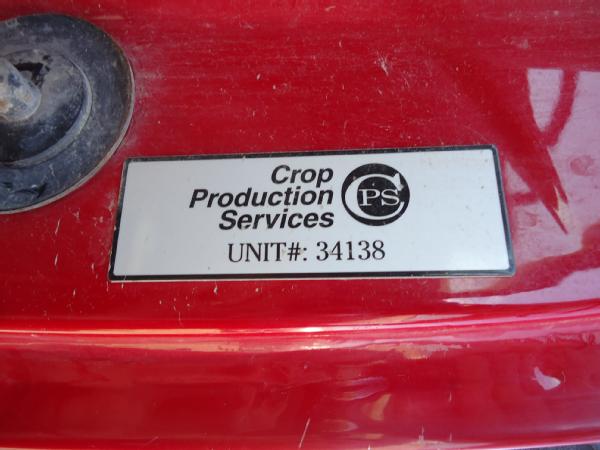 Crop
Production
Services
CPS
UNIT#: 34138